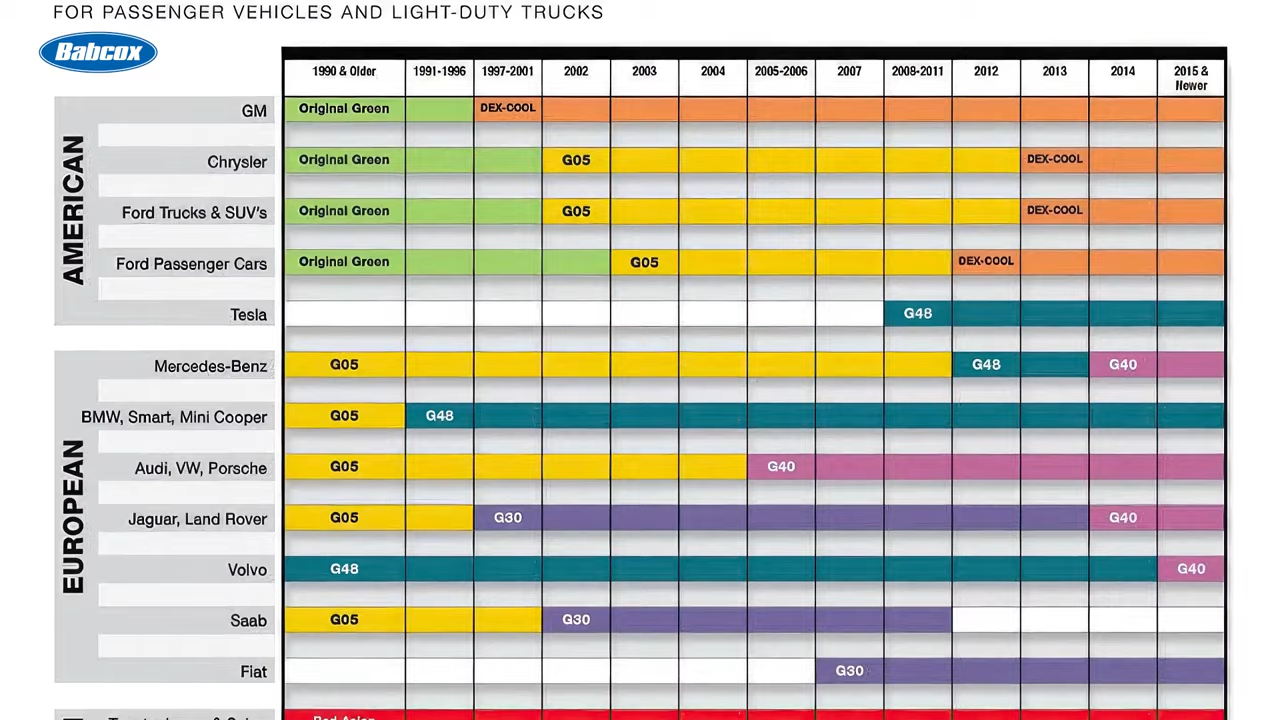 FOR PASSENGER VEHICLES AND LIGHT-DUTY TRUCKS
Babcox
1990 & Older 1991-1996 1997-2001 2002 2003 2004 2005-2006 2007 2008-2011 2012 2013 2014 2015 & Newer
AMERICAN
GM Original Green DEX-COOL
Chrysler Original Green G05 DEX-COOL
Ford Trucks & SUV's Original Green G05 DEX-COOL
Ford Passenger Cars Original Green G05 DEX-COOL
Tesla G48
EUROPEAN
Mercedes-Benz G05 G48 G40
BMW, Smart, Mini Cooper G05 G48
Audi, VW, Porsche G05 G40
Jaguar, Land Rover G05 G30 G40
Volvo G48 G40
Saab G05 G30
Fiat G30